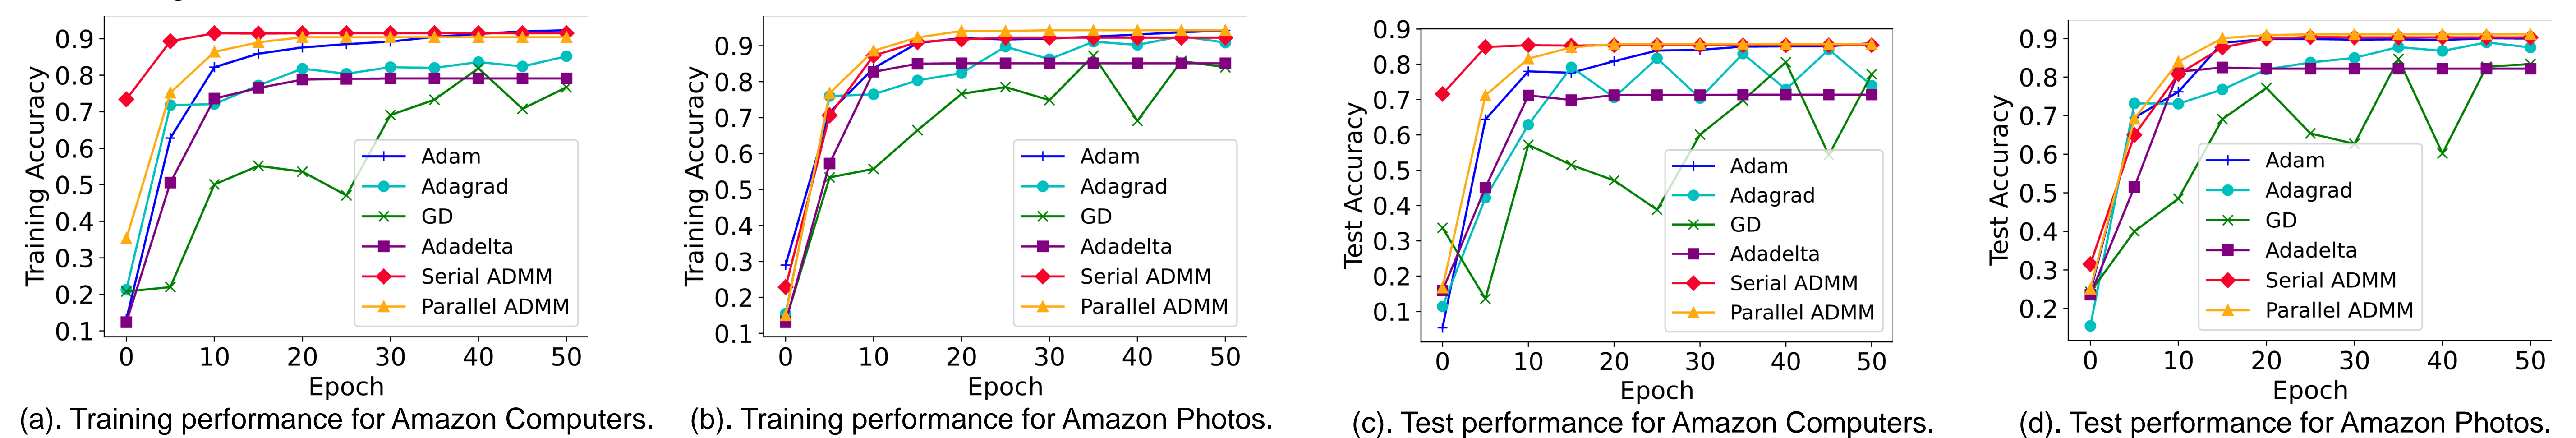 0.9
0.8
0.7
0.6
0.5
0.4
0.3
0.2
0.1
Training Accuracy
Adam
Adagrad
GD
Adadelta
Serial ADMM
Parallel ADMM
0 10 20 30 40 50
Epoch
(a). Training performance for Amazon Computers.
0.9
0.8
0.7
0.6
0.5
0.4
0.3
0.2
0.1
Training Accuracy
Adam
Adagrad
GD
Adadelta
Serial ADMM
Parallel ADMM
0 10 20 30 40 50
Epoch
(b). Training performance for Amazon Photos.
0.9
0.8
0.7
0.6
0.5
0.4
0.3
0.2
0.1
Test Accuracy
Adam
Adagrad
GD
Adadelta
Serial ADMM
Parallel ADMM
0 10 20 30 40 50
Epoch
(c). Test performance for Amazon Computers.
0.9
0.8
0.7
0.6
0.5
0.4
0.3
0.2
Test Accuracy
Adam
Adagrad
GD
Adadelta
Serial ADMM
Parallel ADMM
0 10 20 30 40 50
Epoch
(d). Test performance for Amazon Photos.